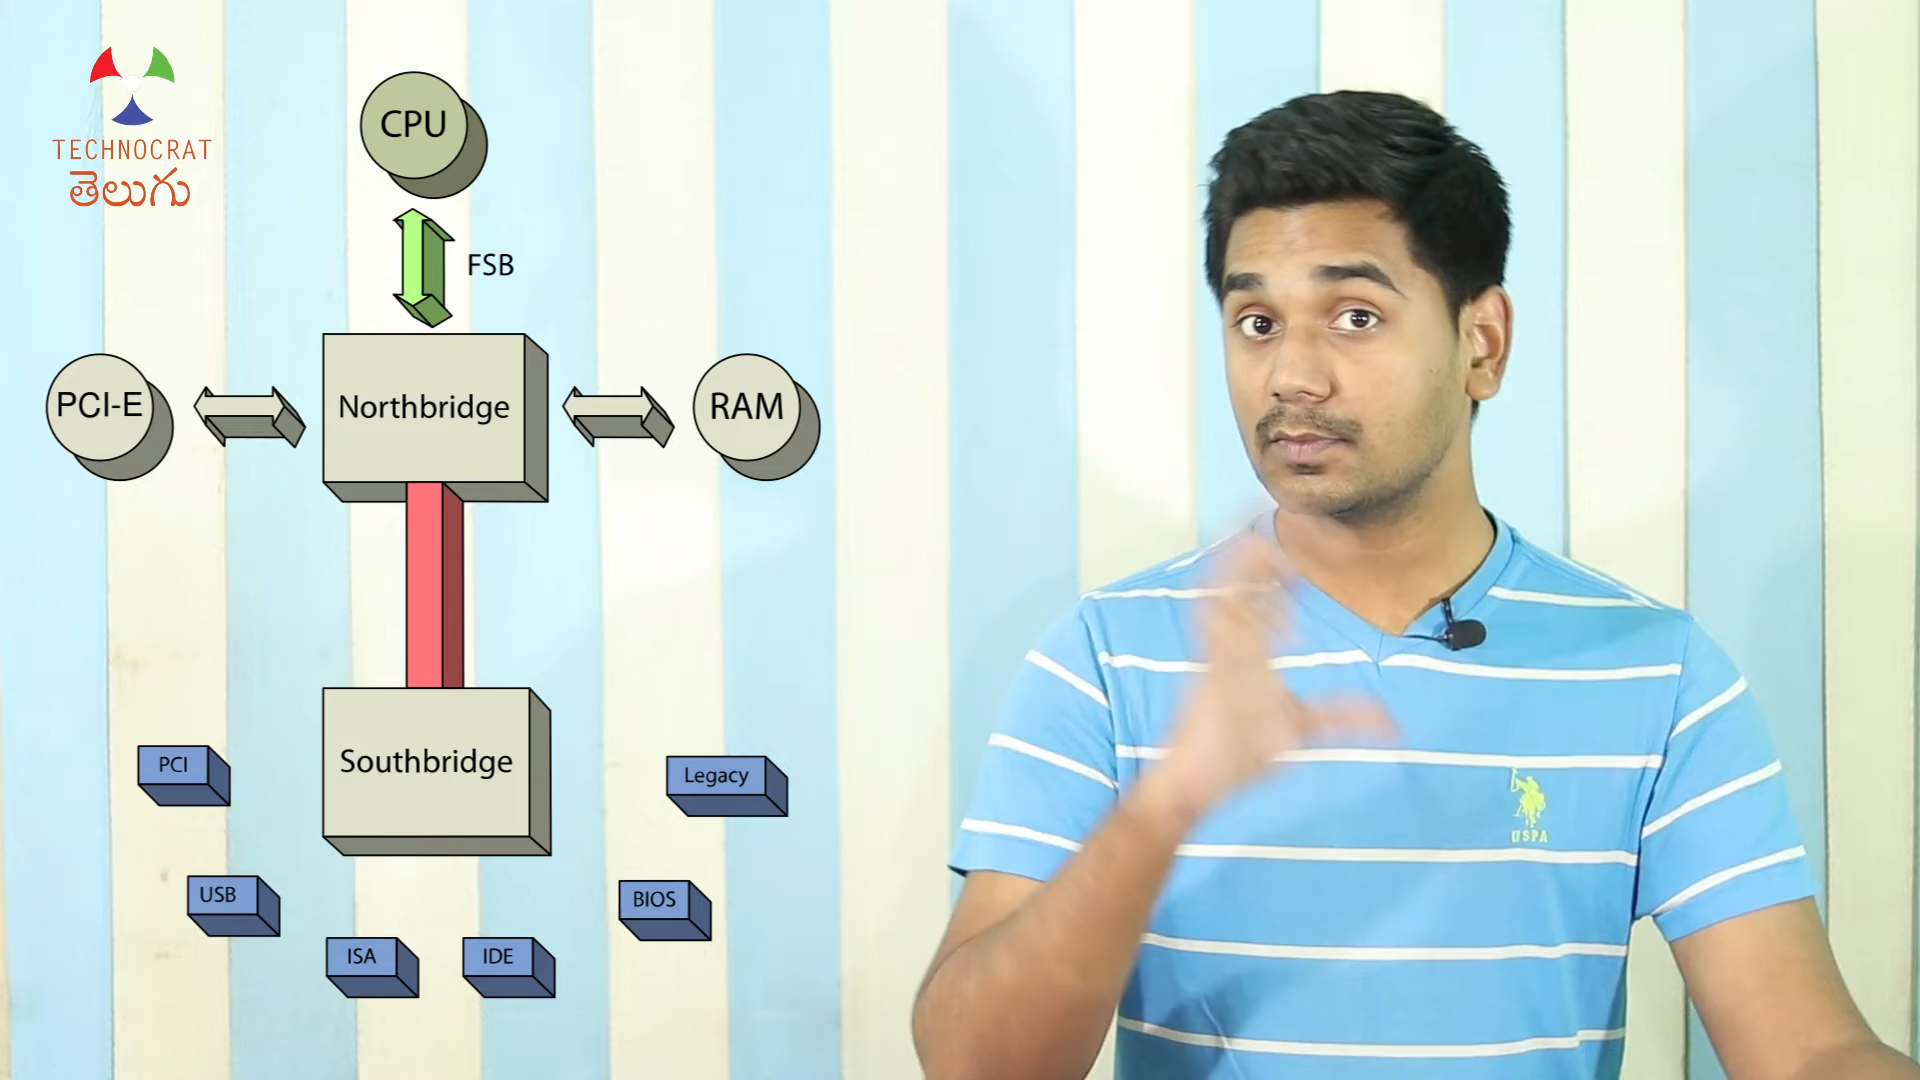 TECHNOCRAT
తెలుగు
CPU
FSB
PCI-E
Northbridge
RAM
Southbridge
PCI
Legacy
USB
BIOS
ISA
IDE
USPA